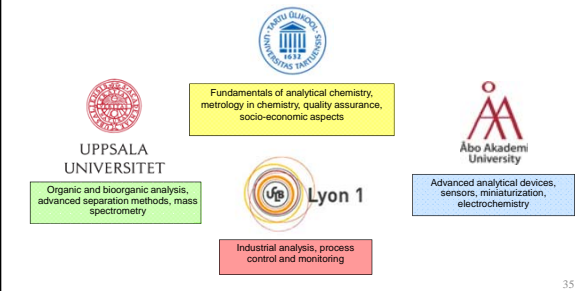 TARTU ÜLIKOOL
UNIVERSITAS TARTUENSIS
1632
Fundamentals of analytical chemistry,
metrology in chemistry, quality assurance,
socio-economic aspects
UPPSALA
UNIVERSITET
Organic and bioorganic analysis,
advanced separation methods, mass
spectrometry
Åbo Akademi
University
Advanced analytical devices,
sensors, miniaturization,
electrochemistry
Lyon 1
Industrial analysis, process
control and monitoring
35